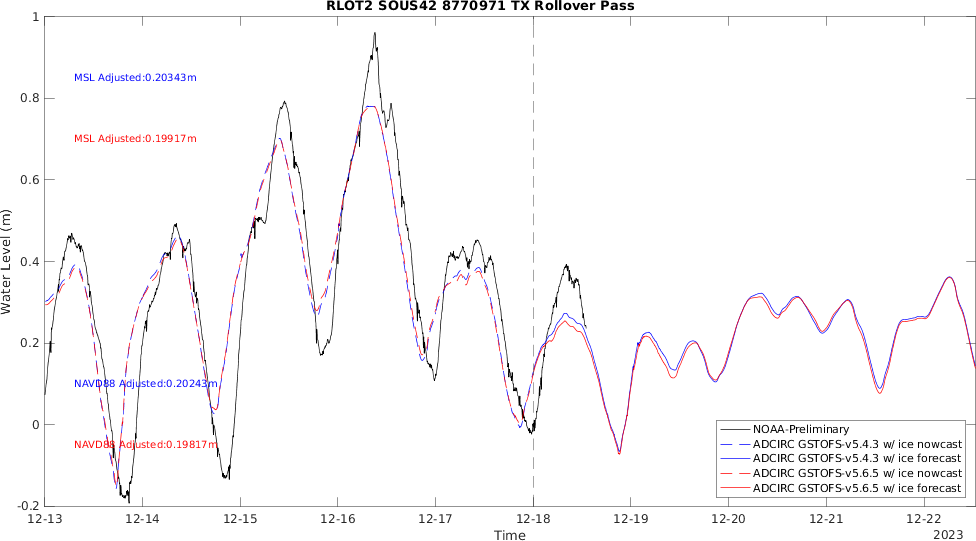 RLOT2 SOUS42 8770971 TX Rollover Pass
Water Level (m)
1
0.8
0.6
0.4
0.2
0
-0.2
MSL Adjusted:0.20343m
MSL Adjusted:0.19917m
NAVD88 Adjusted:0.20243m
NAVD88 Adjusted:0.19817m
NOAA-Preliminary
ADCIRC GSTOFS-v5.4.3 w/ ice nowcast
ADCIRC GSTOFS-v5.4.3 w/ ice forecast
ADCIRC GSTOFS-v5.6.5 w/ ice nowcast
ADCIRC GSTOFS-v5.6.5 w/ ice forecast
12-13 12-14 12-15 12-16 12-17 12-18 12-19 12-20 12-21 12-22
Time
2023